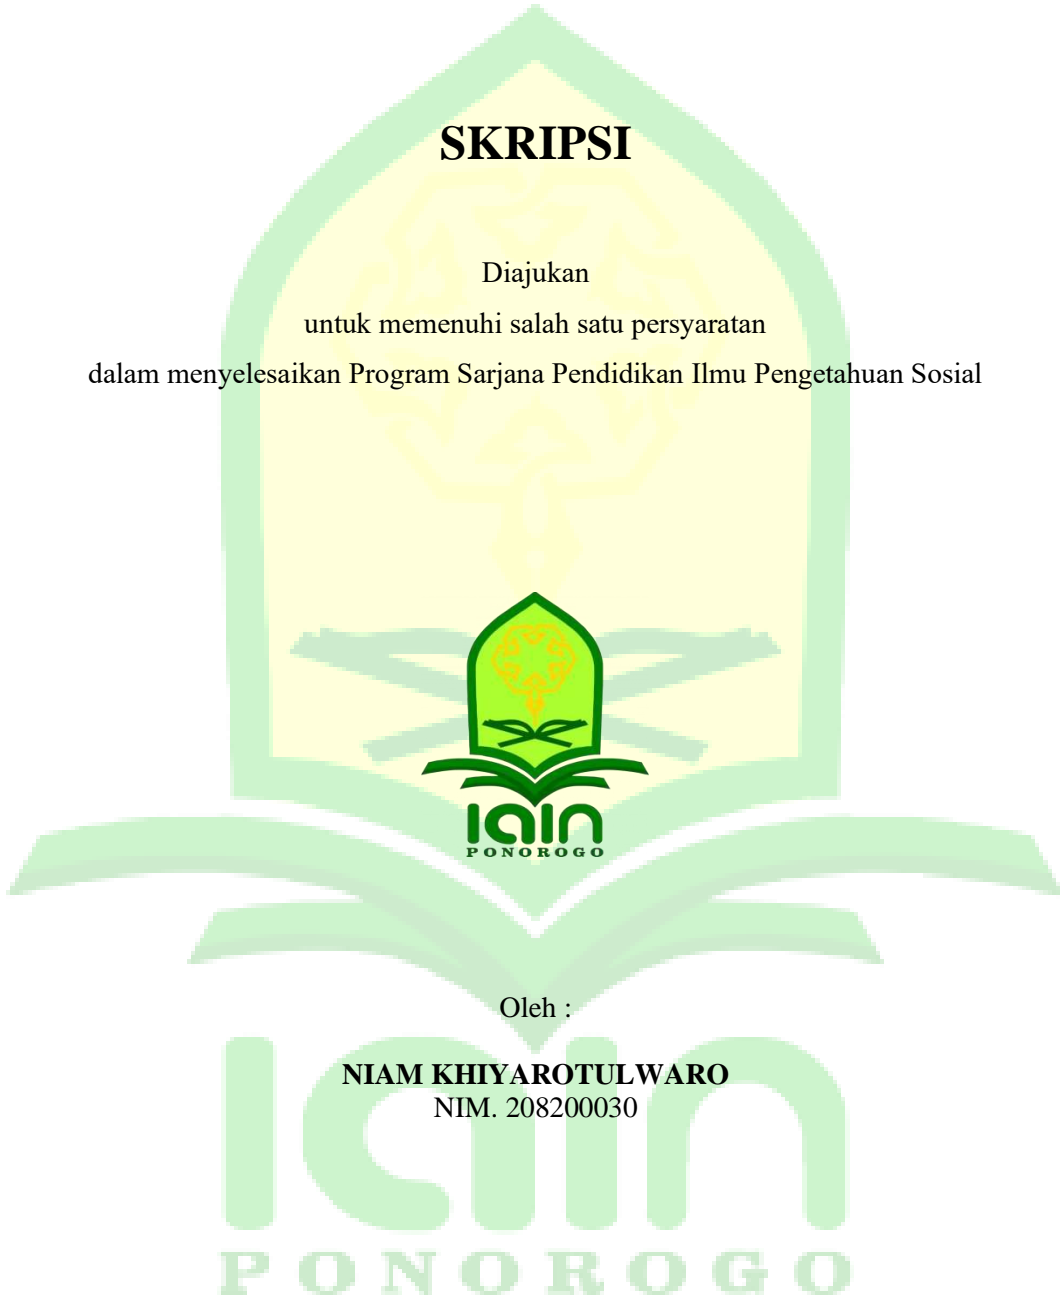 SKRIPSI
Diajukan
untuk memenuhi salah satu persyaratan
dalam menyelesaikan Program Sarjana Pendidikan Ilmu Pengetahuan Sosial
IAIN
PONOROGO
Oleh :
NIAM KHIYAROTULWARO
NIM. 208200030
IAIN
PONOROGO